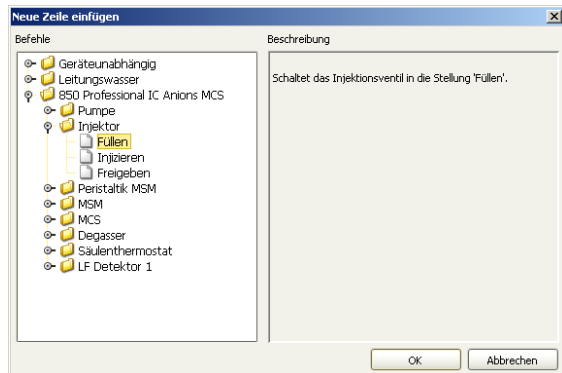 Neue Zeile einfügen
Befehle
Geräteunabhängig
Leitungswasser
850 Professional IC Anions MCS
Pumpe
Injektor
Füllen
Injizieren
Freigeben
Peristaltik MSM
MSM
MCS
Degasser
Säulenthermostat
LF Detektor 1
Beschreibung
Schaltet das Injektionsventil in die Stellung 'Füllen'.
OK
Abbrechen